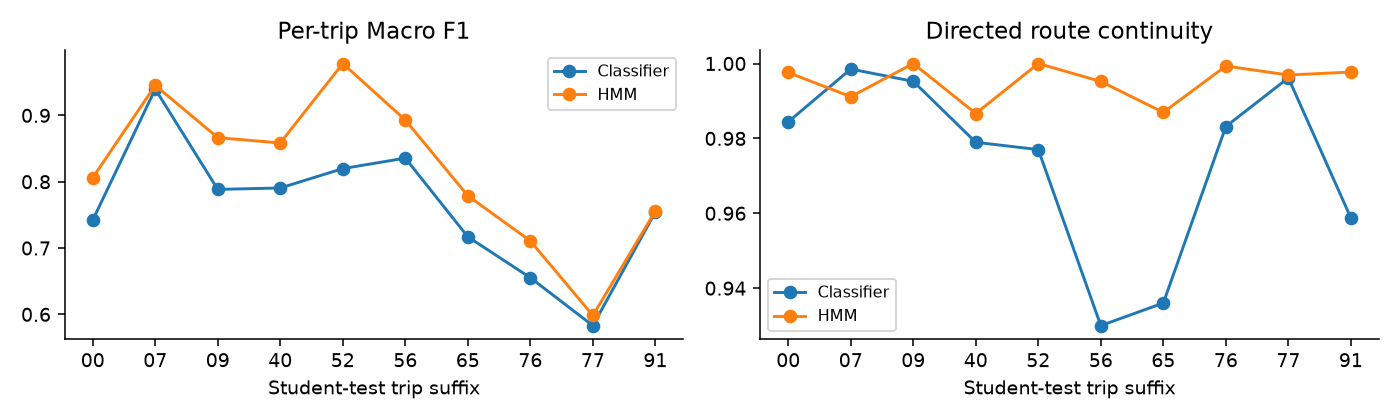 Per-trip Macro F1
0.9
0.8
0.7
0.6
Classifier
HMM
00 07 09 40 52 56 65 76 77 91
Student-test trip suffix
Directed route continuity
1.00
0.98
0.96
0.94
Classifier
HMM
00 07 09 40 52 56 65 76 77 91
Student-test trip suffix